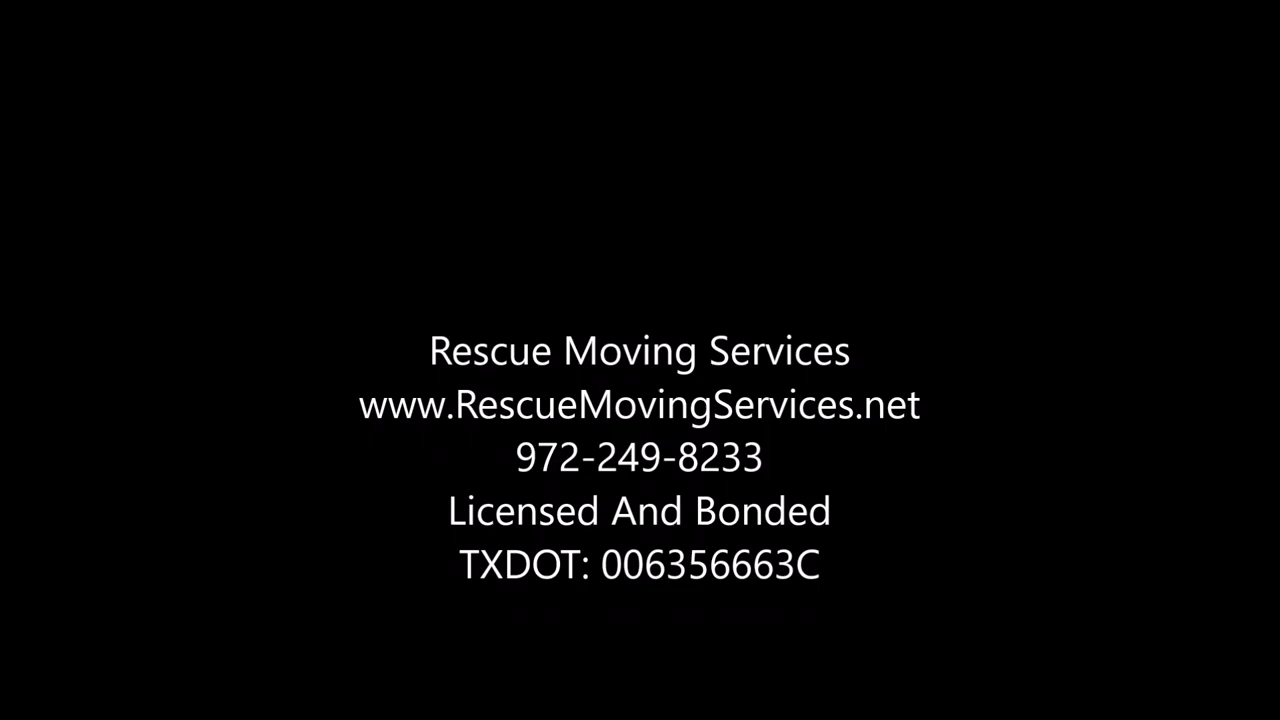 Rescue Moving Services
www.RescueMovingServices.net
972-249-8233
Licensed And Bonded
TXDOT: 006356663C